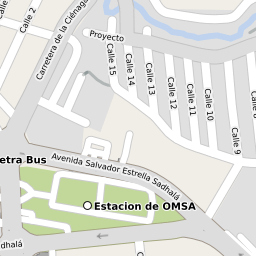 Calle 2
Carretera de la Ciénaga
Proyecto
Calle 15
Calle 14
Calle 13
Calle 12
Calle 11
Calle 10
Calle 9
etra Bus
Avenida Salvador Estrella Sadhalá
Estacion de OMSA
dhalá